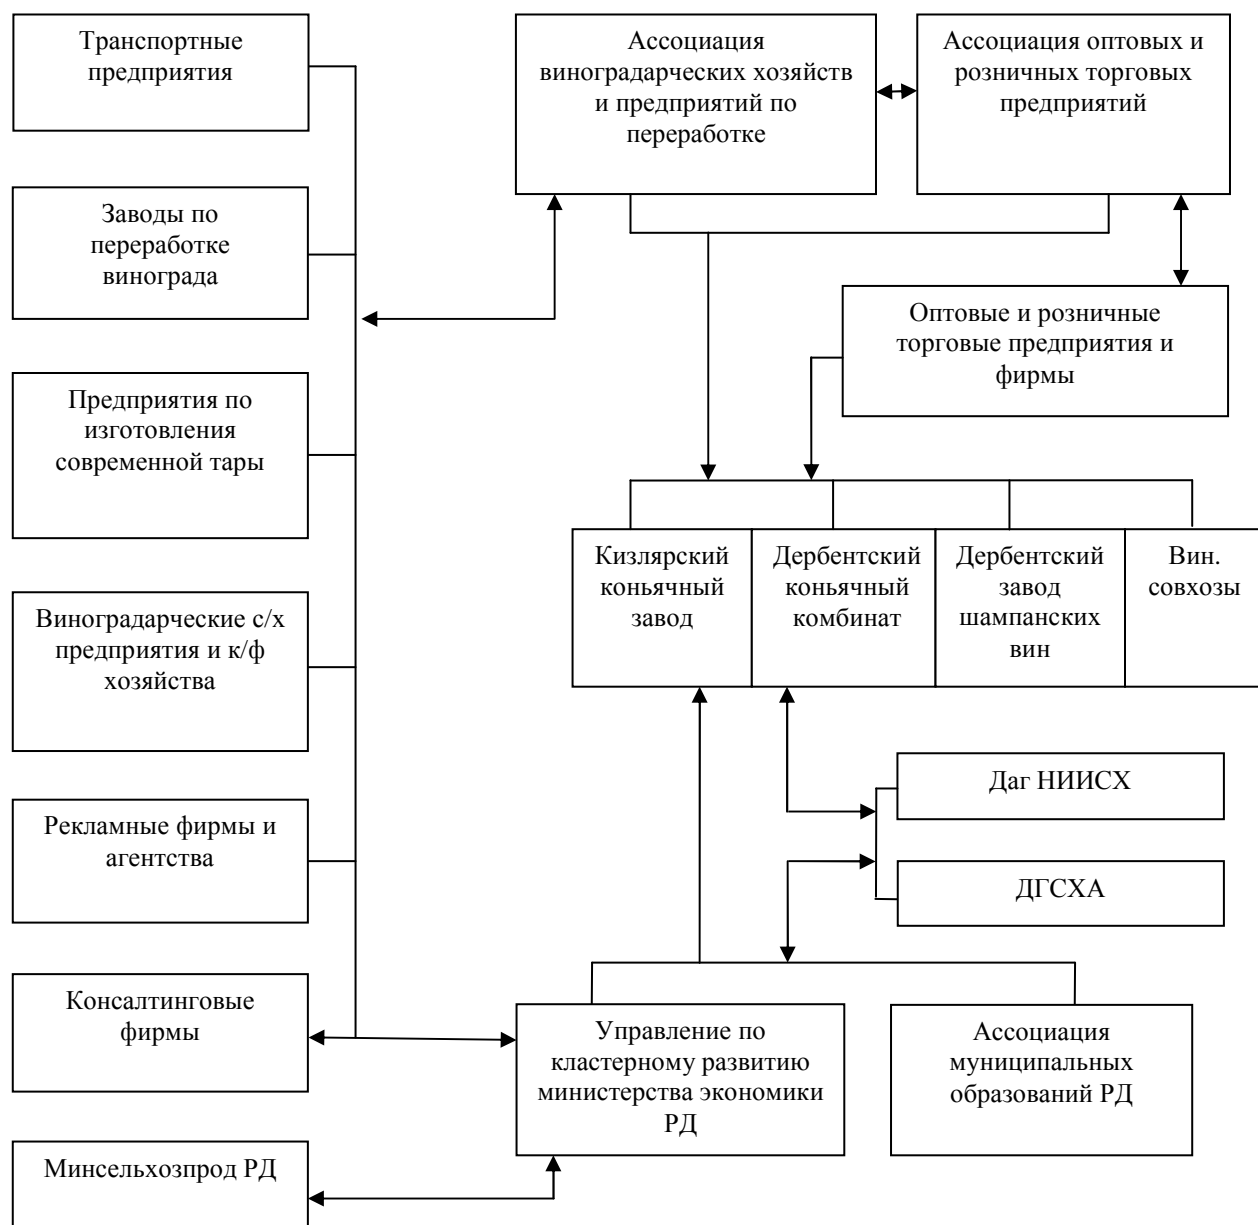 Транспортные
предприятия
Ассоциация
виноградарческих хозяйств
и предприятий по
переработке
Ассоциация оптовых и
розничных торговых
предприятий
Заводы по
переработке
винограда
Оптовые и розничные
торговые предприятия и
фирмы
Предприятия по
изготовления
современной тары
Кизлярский
коньячный
завод
Дербентский
коньячный
комбинат
Дербентский
завод
шампанских
вин
Вин.
совхозы
Виноградарческие с/х
предприятия и к/ф
хозяйства
Даг НИИСХ
Рекламные фирмы и
агентства
ДГСХА
Консалтинговые
фирмы
Управление по
кластерному развитию
министерства экономики
РД
Ассоциация
муниципальных
образований РД
Минсельхозпрод РД